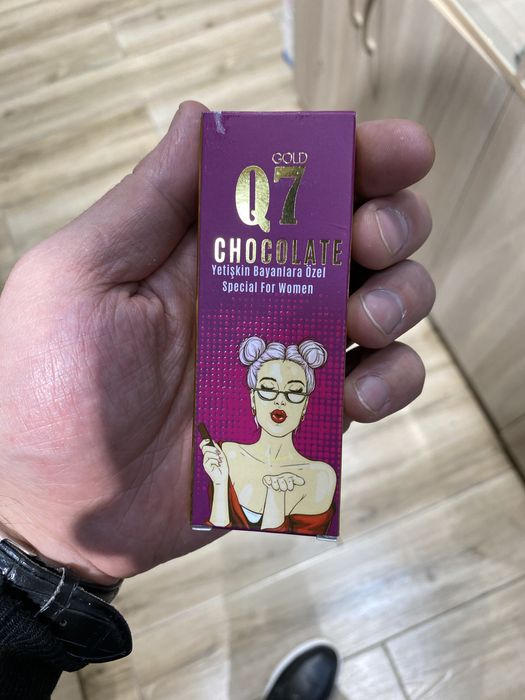 GOLD
Q7
CHOCOLATE
Yetişkin Bayanlara Özel
Special For Women